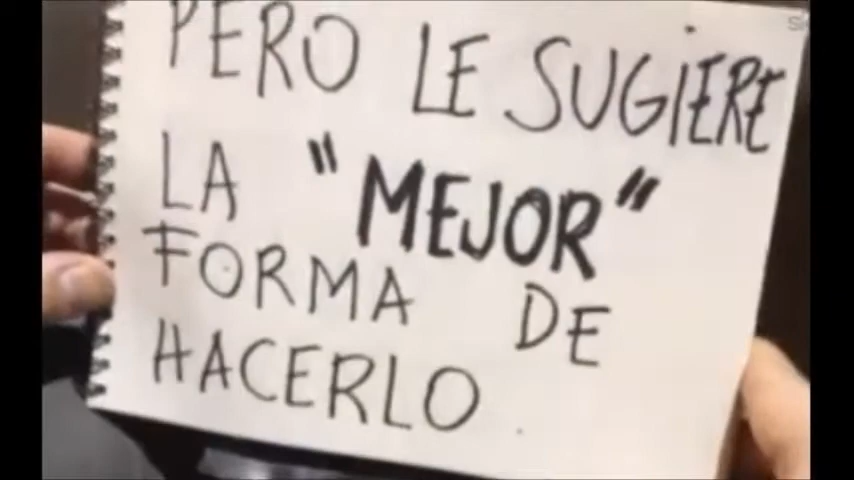 PERO LE SUGIERE
LA "MEJOR"
FORMA DE
HACERLO.